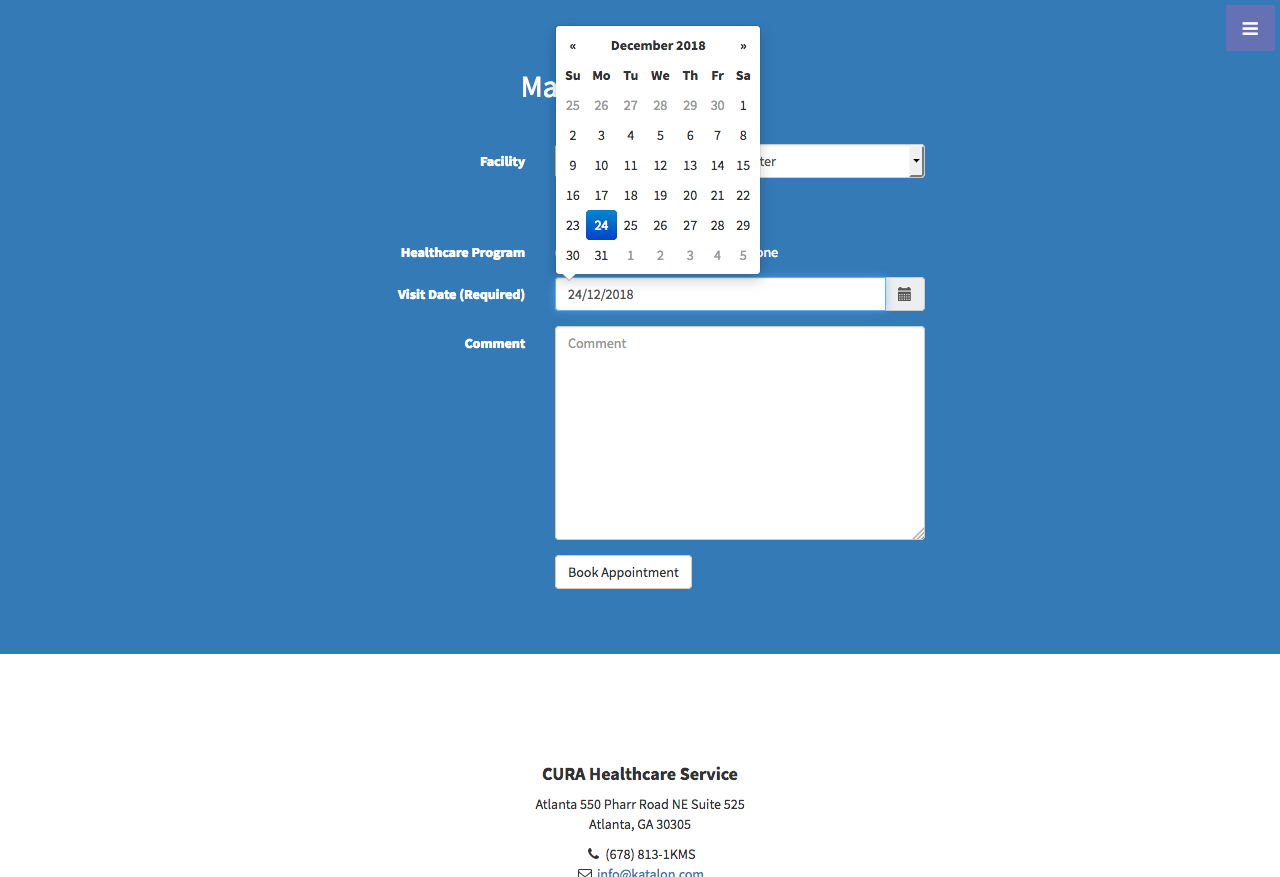 « December 2018 »
Su Mo Tu We Th Fr Sa
25 26 27 28 29 30 1
2 3 4 5 6 7 8
9 10 11 12 13 14 15
16 17 18 19 20 21 22
23 24 25 26 27 28 29
30 31 1 2 3 4 5
Facility
Healthcare Program
Visit Date (Required)
24/12/2018
Comment
Comment
Book Appointment
CURA Healthcare Service
Atlanta 550 Pharr Road NE Suite 525
Atlanta, GA 30305
(678) 813-1KMS
info@katalon.com